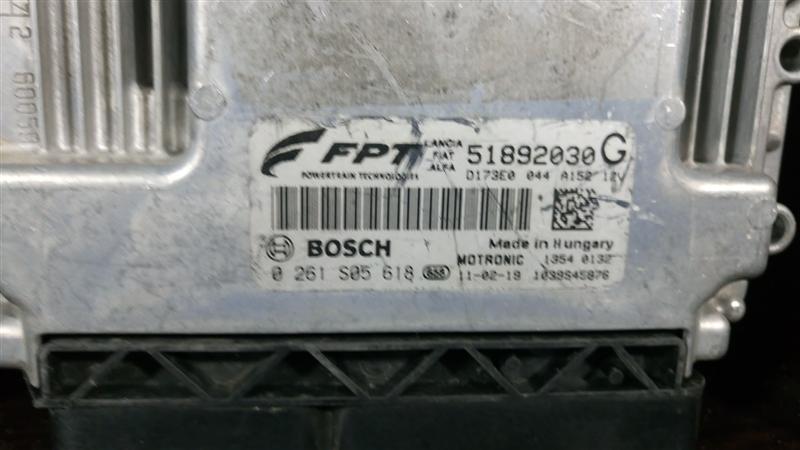 FPT
POWERTRAIN TECHNOLOGIES
LANCIA
FIAT
ALFA
51892030 G
D173E0 044 A152 12V
BOSCH
Made in Hungary
MOTRONIC 1354 0132
0 261 S05 618 11-02-19 1039S45876